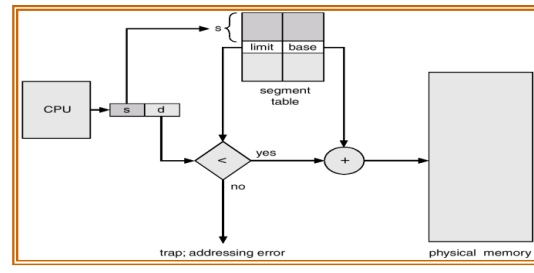 s
limit base
segment
table
CPU
s d
<
yes
+
no
trap; addressing error
physical memory